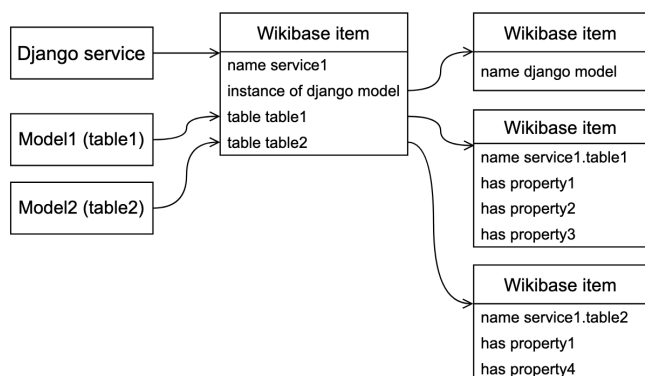 Django service
Model1 (table1)
Model2 (table2)
Wikibase item
name service1
instance of django model
table table1
table table2
Wikibase item
name django model
Wikibase item
name service1.table1
has property1
has property2
has property3
Wikibase item
name service1.table2
has property1
has property4